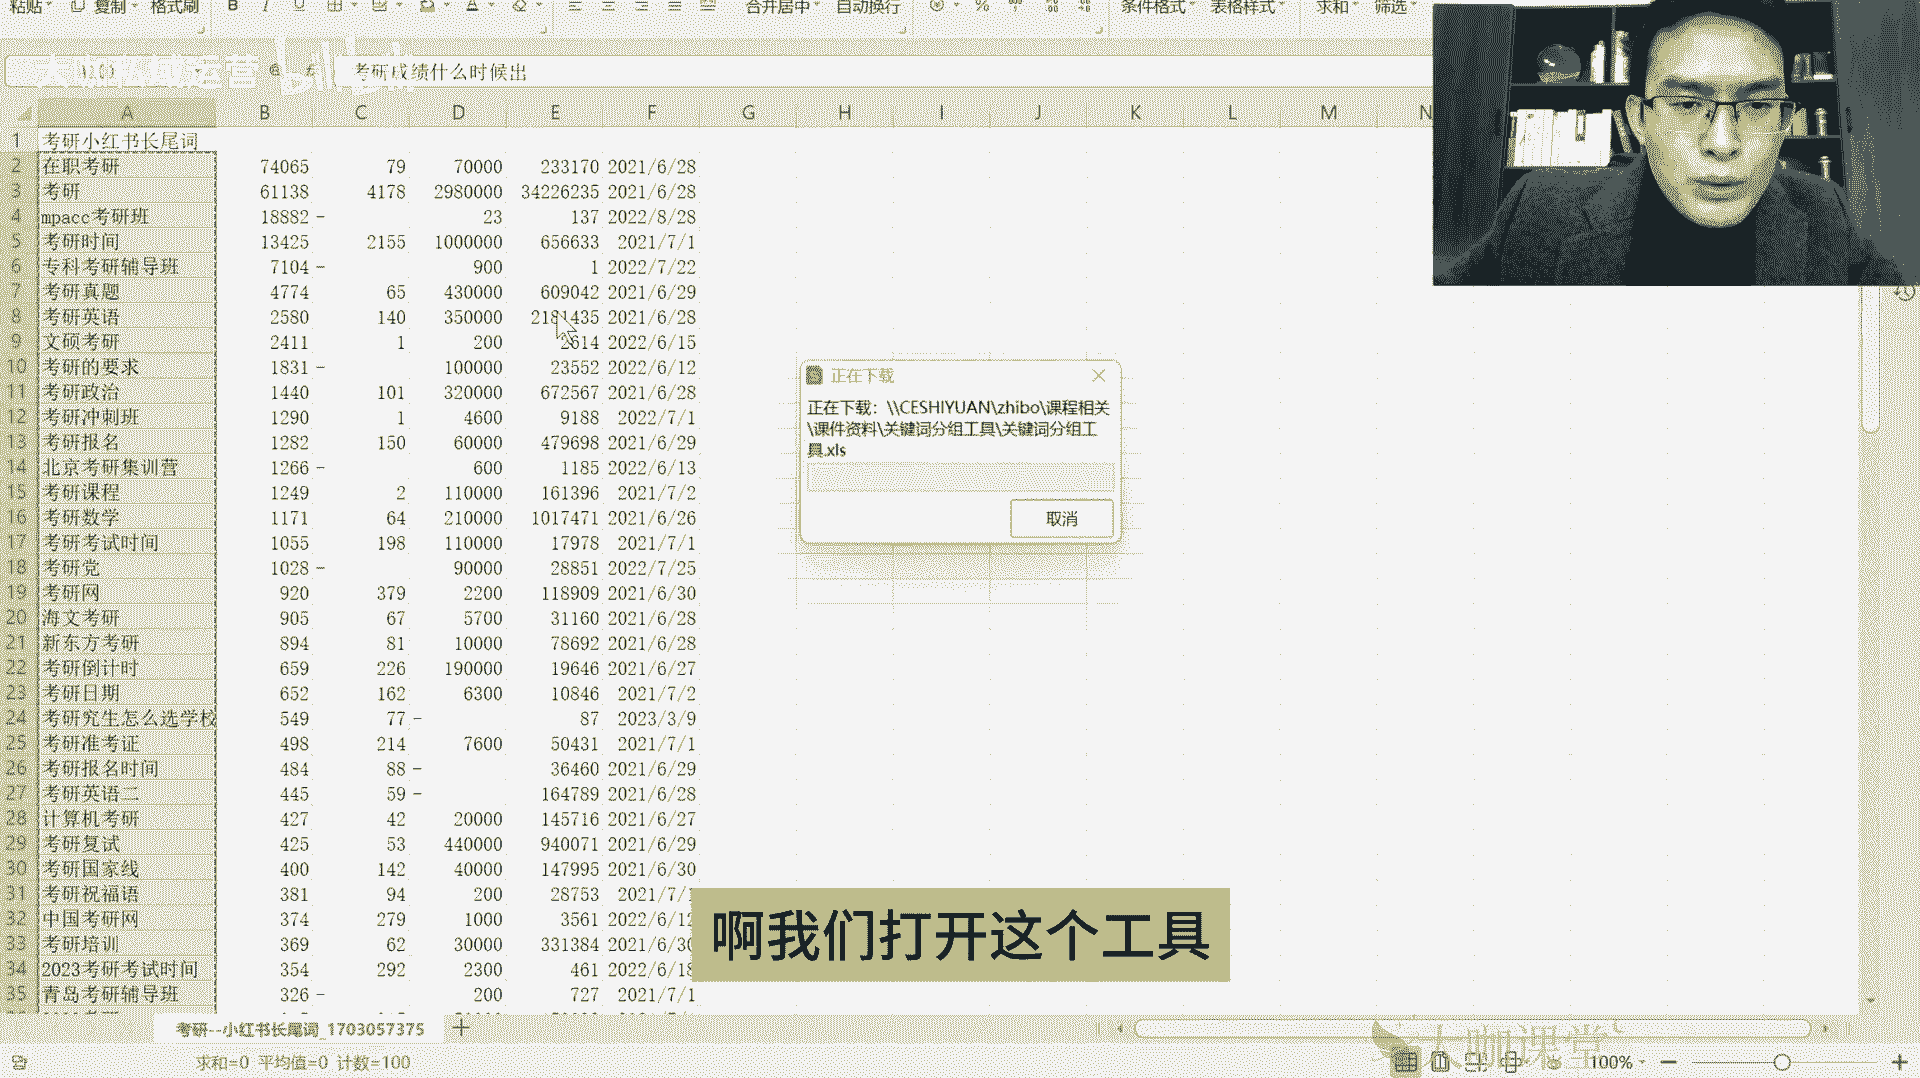 粘贴 复制 格式刷 B I U A 合并居中 自动换行 % 条件格式 表格样式 求和 筛选
考研成绩什么时候出
A B C D E F G H I J K L M N
1 考研小红书长尾词
2 在职考研 74065 79 70000 233170 2021/6/28
3 考研 61138 4178 2980000 34226235 2021/6/28
4 mpacc考研班 18882 - 23 137 2022/8/28
5 考研时间 13425 2155 1000000 656633 2021/7/1
6 专科考研辅导班 7104 - 900 1 2022/7/22
7 考研真题 4774 65 430000 609042 2021/6/29
8 考研英语 2580 140 350000 2181435 2021/6/28
9 文硕考研 2411 1 200 2614 2022/6/15
10 考研的要求 1831 - 100000 23552 2022/6/12
11 考研政治 1440 101 320000 672567 2021/6/28
12 考研冲刺班 1290 1 4600 9188 2022/7/1
13 考研报名 1282 150 60000 479698 2021/6/29
14 北京考研集训营 1266 - 600 1185 2022/6/13
15 考研课程 1249 2 110000 161396 2021/7/2
16 考研数学 1171 64 210000 1017471 2021/6/26
17 考研考试时间 1055 198 110000 17978 2021/7/1
18 考研党 1028 - 90000 28851 2022/7/25
19 考研网 920 379 2200 118909 2021/6/30
20 海文考研 905 67 5700 31160 2021/6/28
21 新东方考研 894 81 10000 78692 2021/6/28
22 考研倒计时 659 226 190000 19646 2021/6/27
23 考研日期 652 162 6300 10846 2021/7/2
24 考研究生怎么选学校 549 77 - 87 2023/3/9
25 考研准考证 498 214 7600 50431 2021/7/1
26 考研报名时间 484 88 - 36460 2021/6/29
27 考研英语二 445 59 - 164789 2021/6/28
28 计算机考研 427 42 20000 145716 2021/6/27
29 考研复试 425 53 440000 940071 2021/6/29
30 考研国家线 400 142 40000 147995 2021/6/30
31 考研祝福语 381 94 200 28753 2021/7/
32 中国考研网 374 279 1000 3561 2022/6/12
33 考研培训 369 62 30000 331384 2021/6/30
34 2023考研考试时间 354 292 2300 461 2022/6/18
35 青岛考研辅导班 326 - 200 727 2021/7/1
正在下载
正在下载：\\CESHIYUAN\zhibo\课程相关
\课件资料\关键词分组工具\关键词分组工
具.xls
取消
啊我们打开这个工具
考研--小红书长尾词_1703057375
大咖课堂
求和=0 平均值=0 计数=100 100%